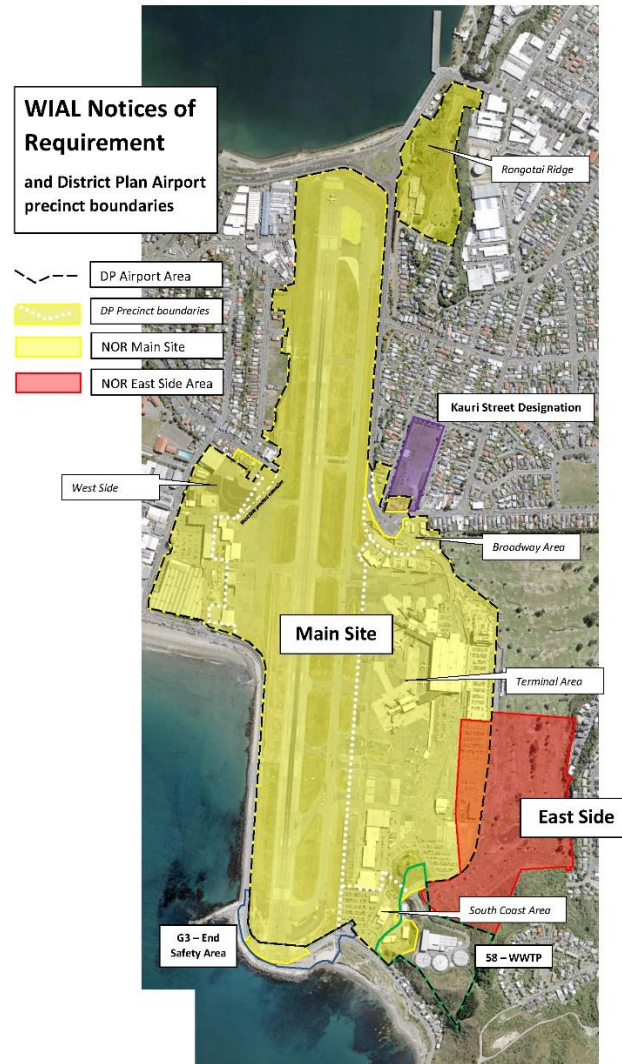 WIAL Notices of
Requirement
and District Plan Airport
precinct boundaries
DP Airport Area
DP Precinct boundaries
NOR Main Site
NOR East Side Area
Rongotai Ridge
Kauri Street Designation
West Side
Broadway Area
Main Site
Terminal Area
East Side
South Coast Area
G3 – End
Safety Area
58 – WWTP